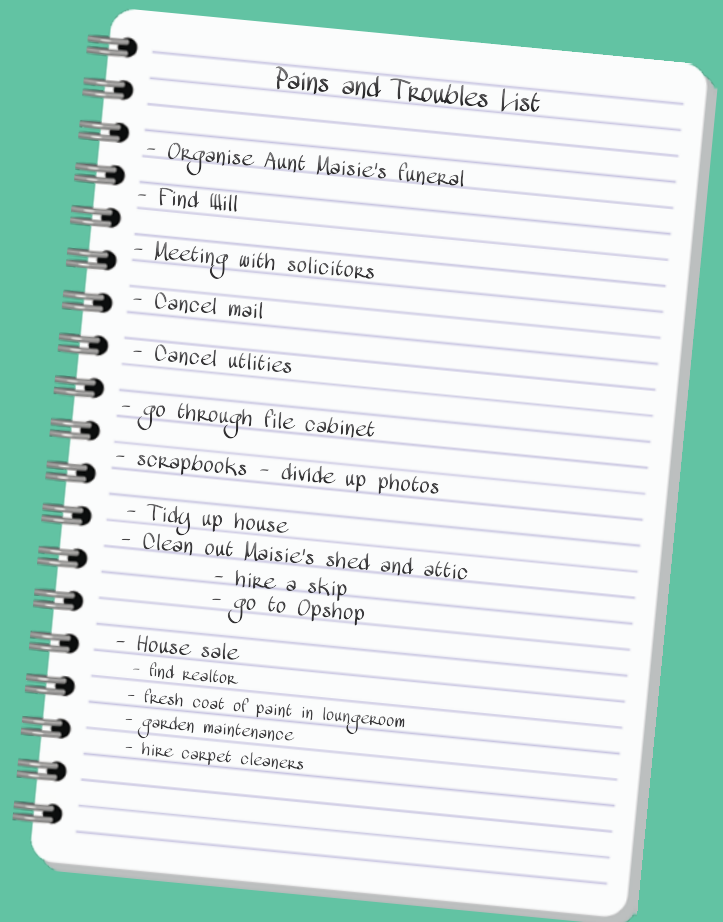 Pains and Troubles List
- Organise Aunt Maisie's funeral
- Find Will
- Meeting with solicitors
- Cancel mail
- Cancel utlities
- go through file cabinet
- scrapbooks - divide up photos
- Tidy up house
- Clean out Maisie's shed and attic
- hire a skip
- go to Opshop
- House sale
- find realtor
- fresh coat of paint in loungeroom
- garden maintenance
- hire carpet cleaners